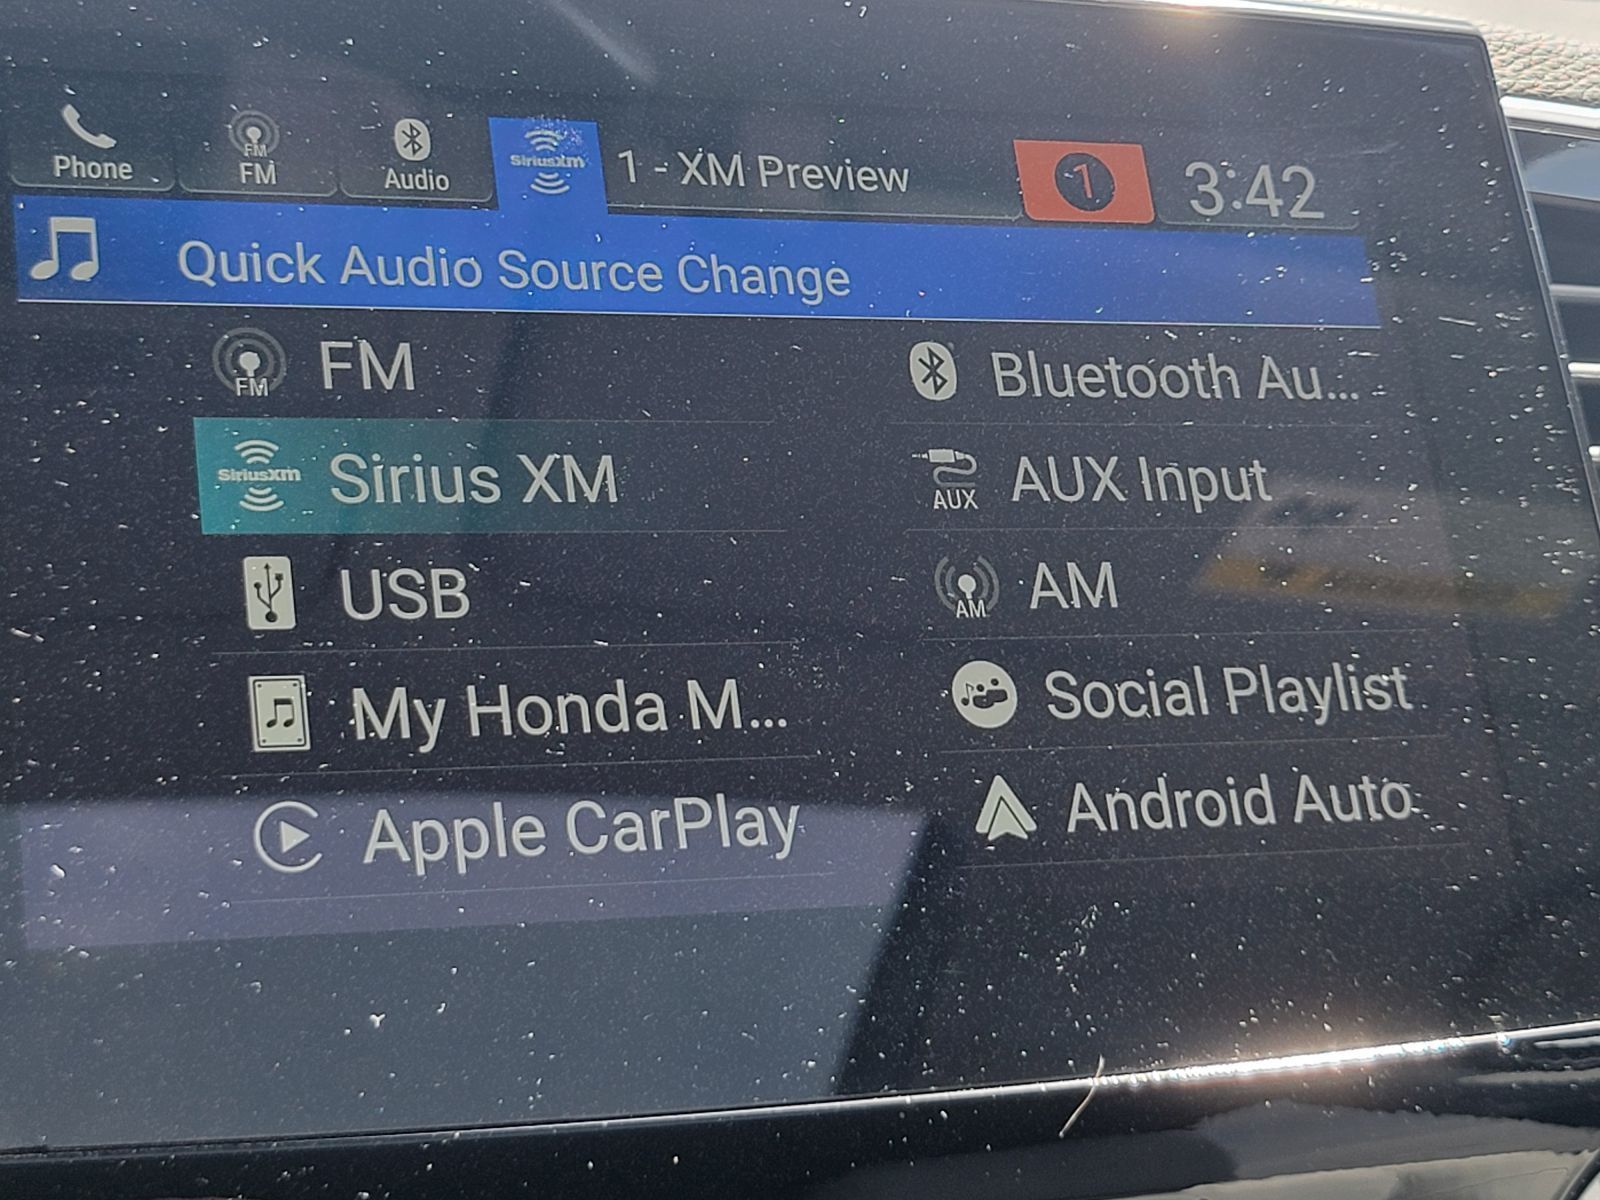 Phone
FM
FM
Audio
SiriusXM
1 - XM Preview
1
3:42
Quick Audio Source Change
FM
FM
Bluetooth Au...
SiriusXM
Sirius XM
AUX
AUX Input
USB
AM
AM
My Honda M...
Social Playlist
Apple CarPlay
Android Auto